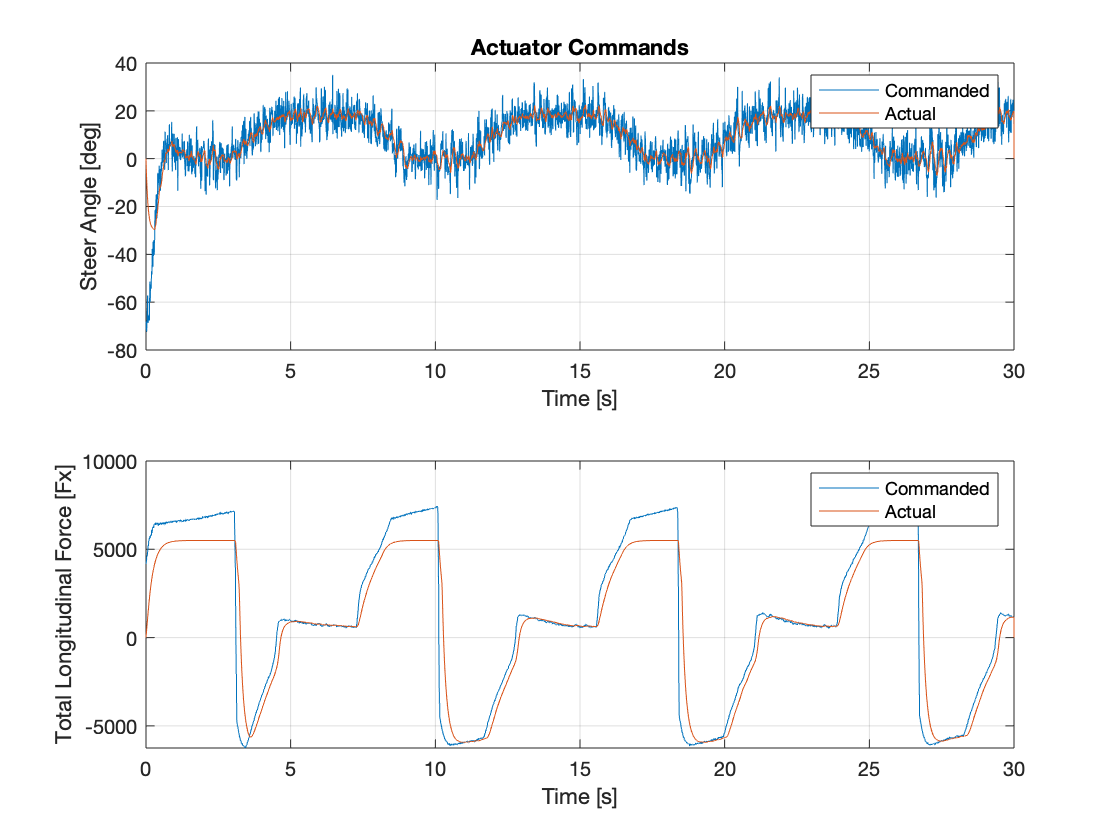 Actuator Commands
Steer Angle [deg]
40
20
0
-20
-40
-60
-80
Commanded
Actual
0 5 10 15 20 25 30
Time [s]
Total Longitudinal Force [Fx]
10000
5000
0
-5000
Commanded
Actual
0 5 10 15 20 25 30
Time [s]